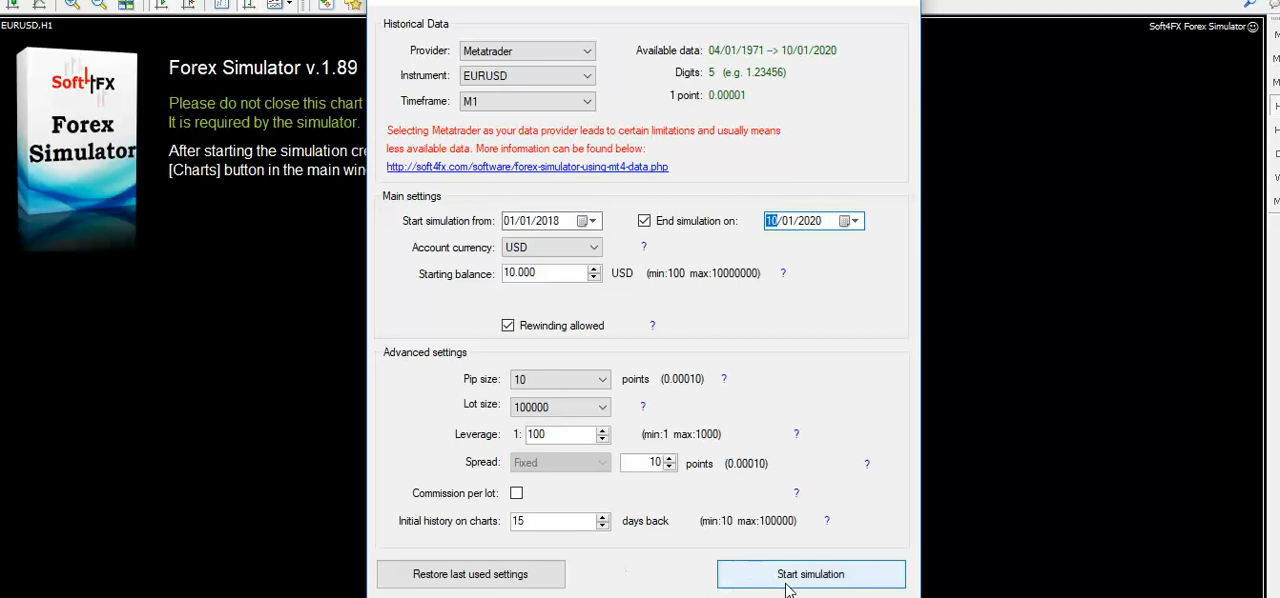 EURUSD,H1
Soft4FX Forex Simulator
Soft4FX
Forex
Simulator
Forex Simulator v.1.89
Please do not close this chart
It is required by the simulator.
After starting the simulation cre
[Charts] button in the main win
Historical Data
Provider: Metatrader Available data: 04/01/1971 --> 10/01/2020
Instrument: EURUSD Digits: 5 (e.g. 1.23456)
Timeframe: M1 1 point: 0.00001
Selecting Metatrader as your data provider leads to certain limitations and usually means
less available data. More information can be found below:
http://soft4fx.com/software/forex-simulator-using-mt4-data.php
Main settings
Start simulation from: 01/01/2018 End simulation on: 10/01/2020
Account currency: USD ?
Starting balance: 10.000 USD (min:100 max:10000000) ?
Rewinding allowed ?
Advanced settings
Pip size: 10 points (0.00010) ?
Lot size: 100000 ?
Leverage: 1: 100 (min:1 max:1000) ?
Spread: Fixed 10 points (0.00010) ?
Commission per lot: ?
Initial history on charts: 15 days back (min:10 max:100000) ?
Restore last used settings Start simulation